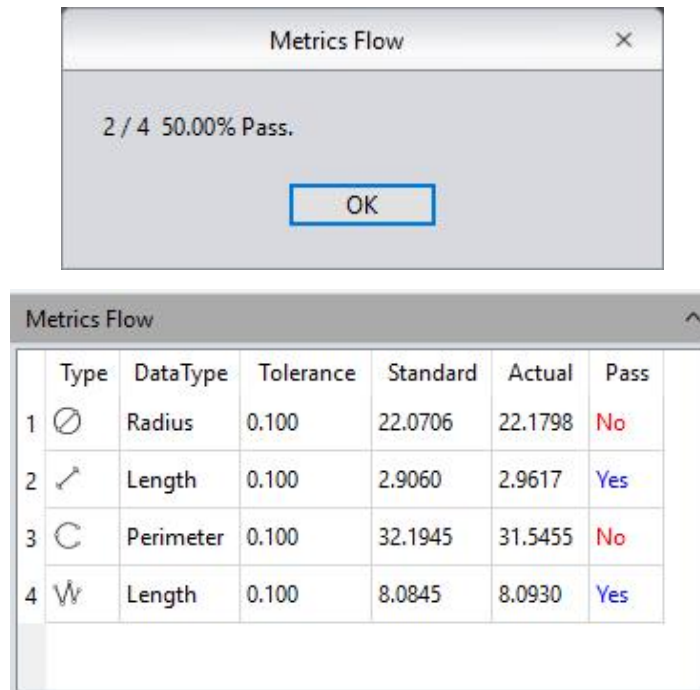 Metrics Flow
2 / 4 50.00% Pass.
OK
Metrics Flow
Type DataType Tolerance Standard Actual Pass
1 Radius 0.100 22.0706 22.1798 No
2 Length 0.100 2.9060 2.9617 Yes
3 Perimeter 0.100 32.1945 31.5455 No
4 Length 0.100 8.0845 8.0930 Yes